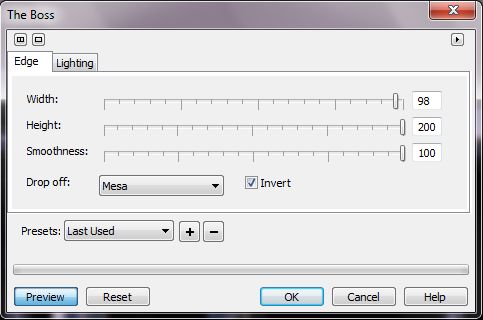 The Boss
Edge Lighting
Width: 98
Height: 200
Smoothness: 100
Drop off: Mesa Invert
Presets: Last Used
Preview Reset OK Cancel Help